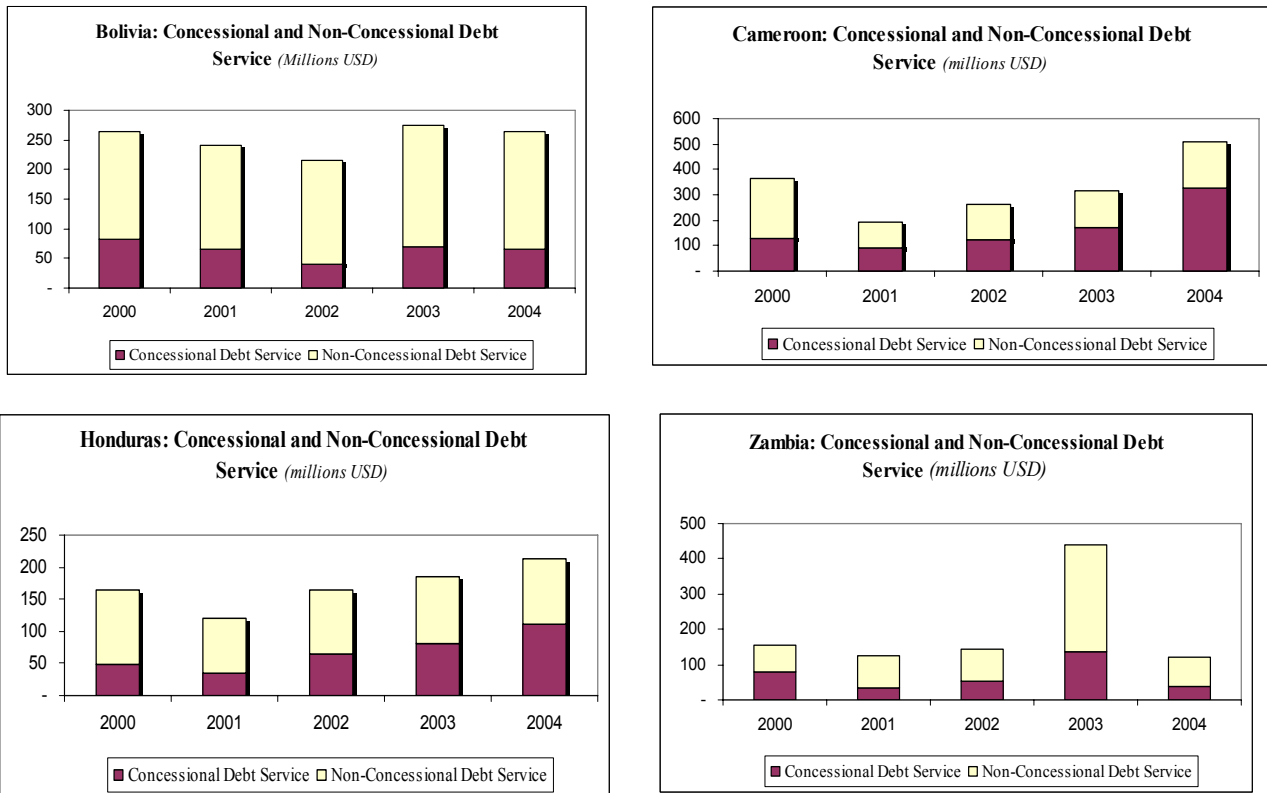 Bolivia: Concessional and Non-Concessional Debt
Service (Millions USD)
300
250
200
150
100
50
-
2000 2001 2002 2003 2004
Concessional Debt Service Non-Concessional Debt Service
Cameroon: Concessional and Non-Concessional Debt
Service (millions USD)
600
500
400
300
200
100
-
2000 2001 2002 2003 2004
Concessional Debt Service Non-Concessional Debt Service
Honduras: Concessional and Non-Concessional Debt
Service (millions USD)
250
200
150
100
50
-
2000 2001 2002 2003 2004
Concessional Debt Service Non-Concessional Debt Service
Zambia: Concessional and Non-Concessional Debt
Service (millions USD)
500
400
300
200
100
-
2000 2001 2002 2003 2004
Concessional Debt Service Non-Concessional Debt Service